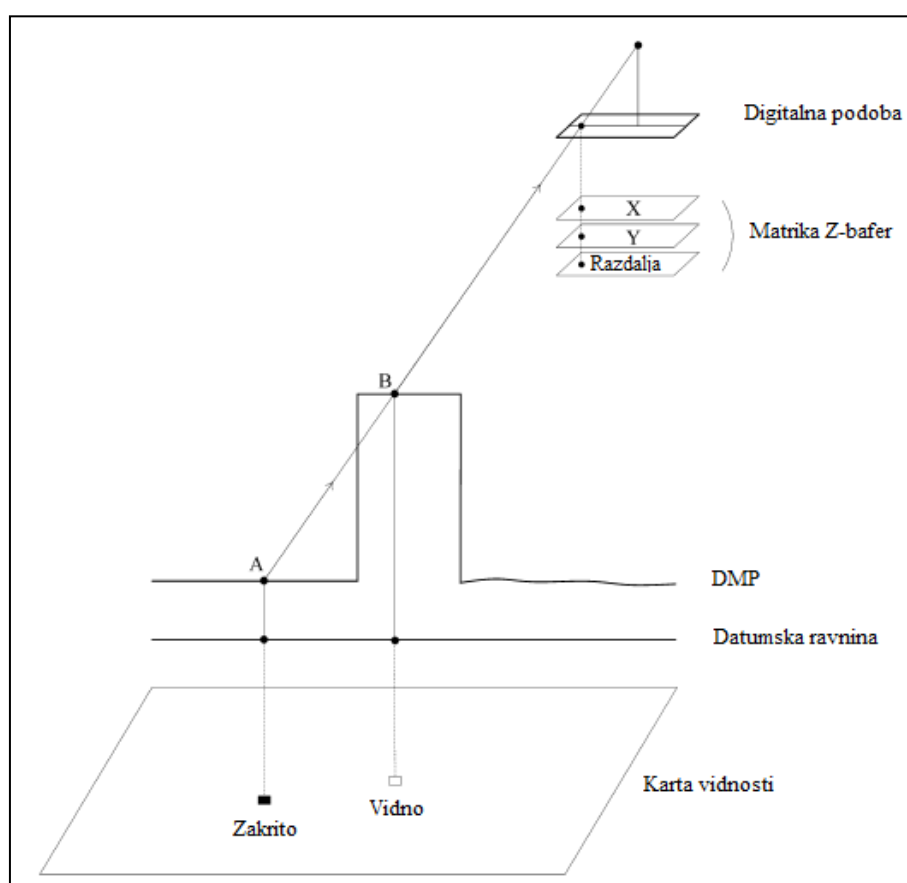 Digitalna podoba
X
Y
Razdalja
Matrika Z-bafer
B
A
DMP
Datumska ravnina
Karta vidnosti
Vidno
Zakrito